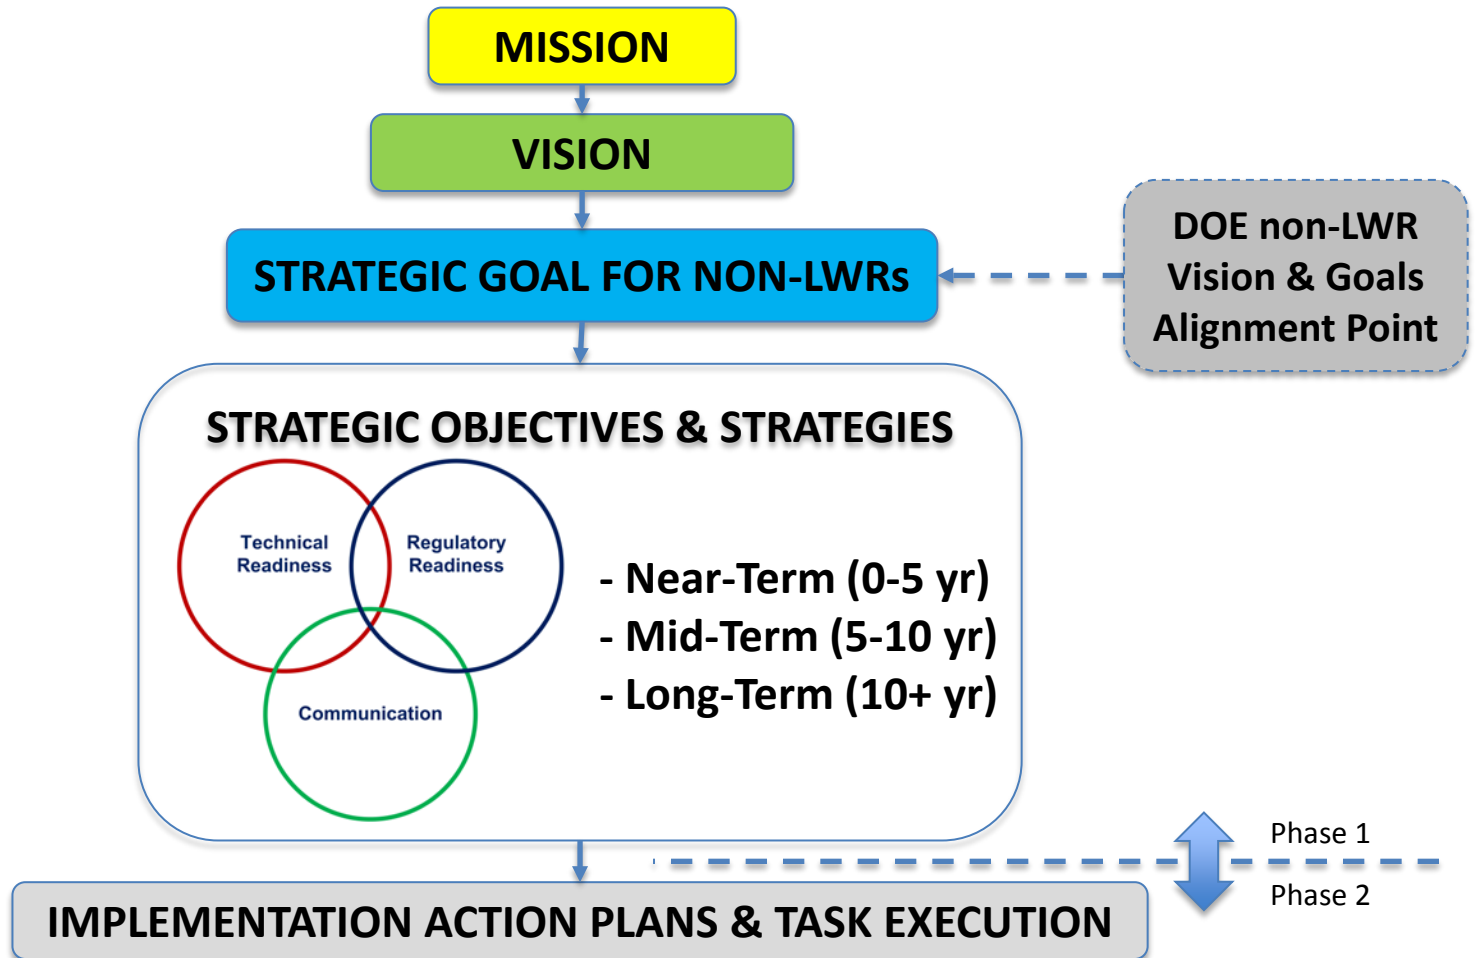 MISSION
VISION
STRATEGIC GOAL FOR NON-LWRs
DOE non-LWR
Vision & Goals
Alignment Point
STRATEGIC OBJECTIVES & STRATEGIES
Technical
Readiness
Regulatory
Readiness
Communication
- Near-Term (0-5 yr)
- Mid-Term (5-10 yr)
- Long-Term (10+ yr)
Phase 1
Phase 2
IMPLEMENTATION ACTION PLANS & TASK EXECUTION